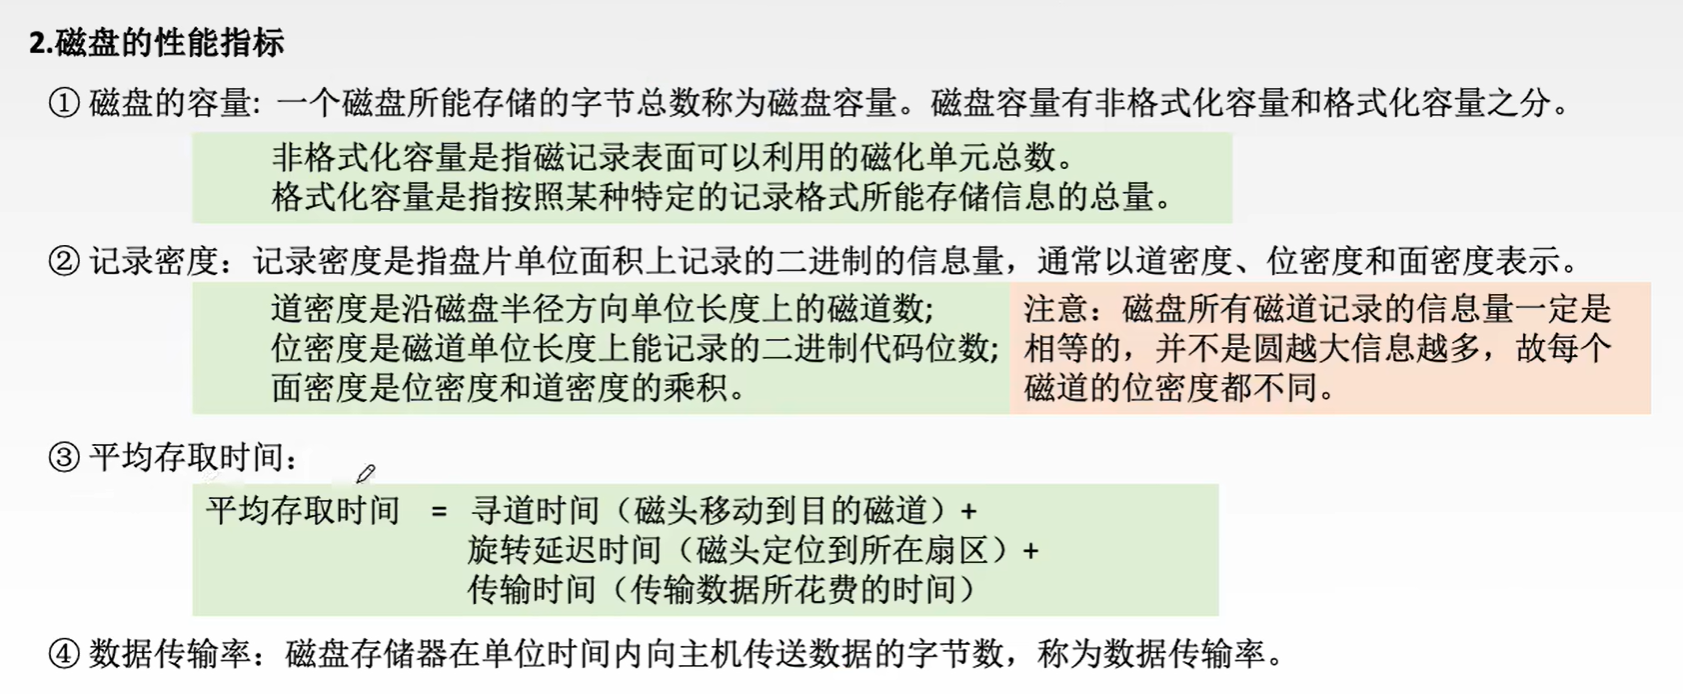 2.磁盘的性能指标
① 磁盘的容量：一个磁盘所能存储的字节总数称为磁盘容量。磁盘容量有非格式化容量和格式化容量之分。
非格式化容量是指磁记录表面可以利用的磁化单元总数。
格式化容量是指按照某种特定的记录格式所能存储信息的总量。
② 记录密度：记录密度是指盘片单位面积上记录的二进制的信息量，通常以道密度、位密度和面密度表示。
道密度是沿磁盘半径方向单位长度上的磁道数;
位密度是磁道单位长度上能记录的二进制代码位数;
面密度是位密度和道密度的乘积。
注意：磁盘所有磁道记录的信息量一定是
相等的，并不是圆越大信息越多，故每个
磁道的位密度都不同。
③ 平均存取时间：
平均存取时间 = 寻道时间（磁头移动到目的磁道）+
旋转延迟时间（磁头定位到所在扇区）+
传输时间（传输数据所花费的时间）
④ 数据传输率：磁盘存储器在单位时间内向主机传送数据的字节数，称为数据传输率。